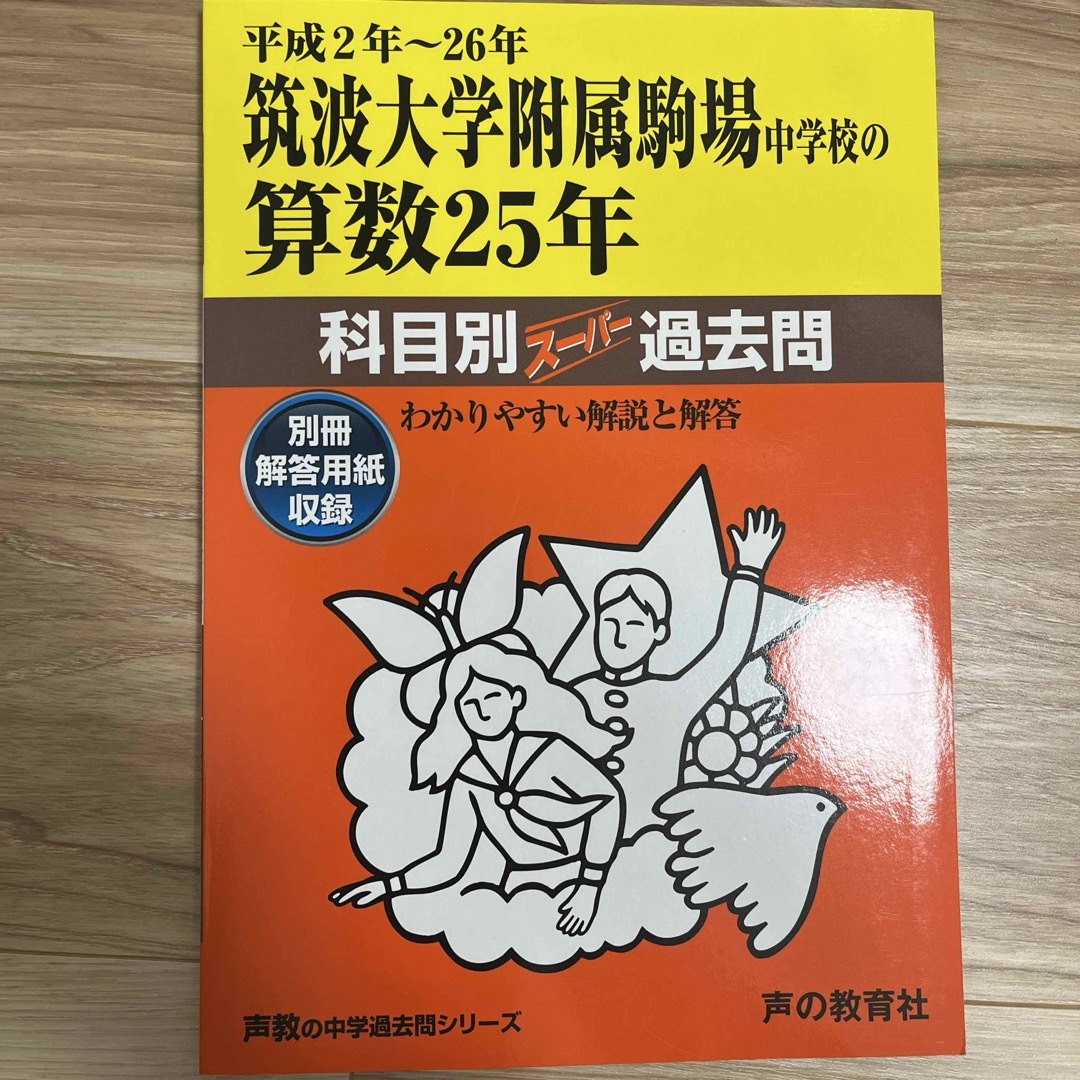 平成2年～26年
筑波大学附属駒場中学校の
算数25年
科目別スーパー過去問
わかりやすい解説と解答
別冊
解答用紙
収録
声教の中学過去問シリーズ
声の教育社